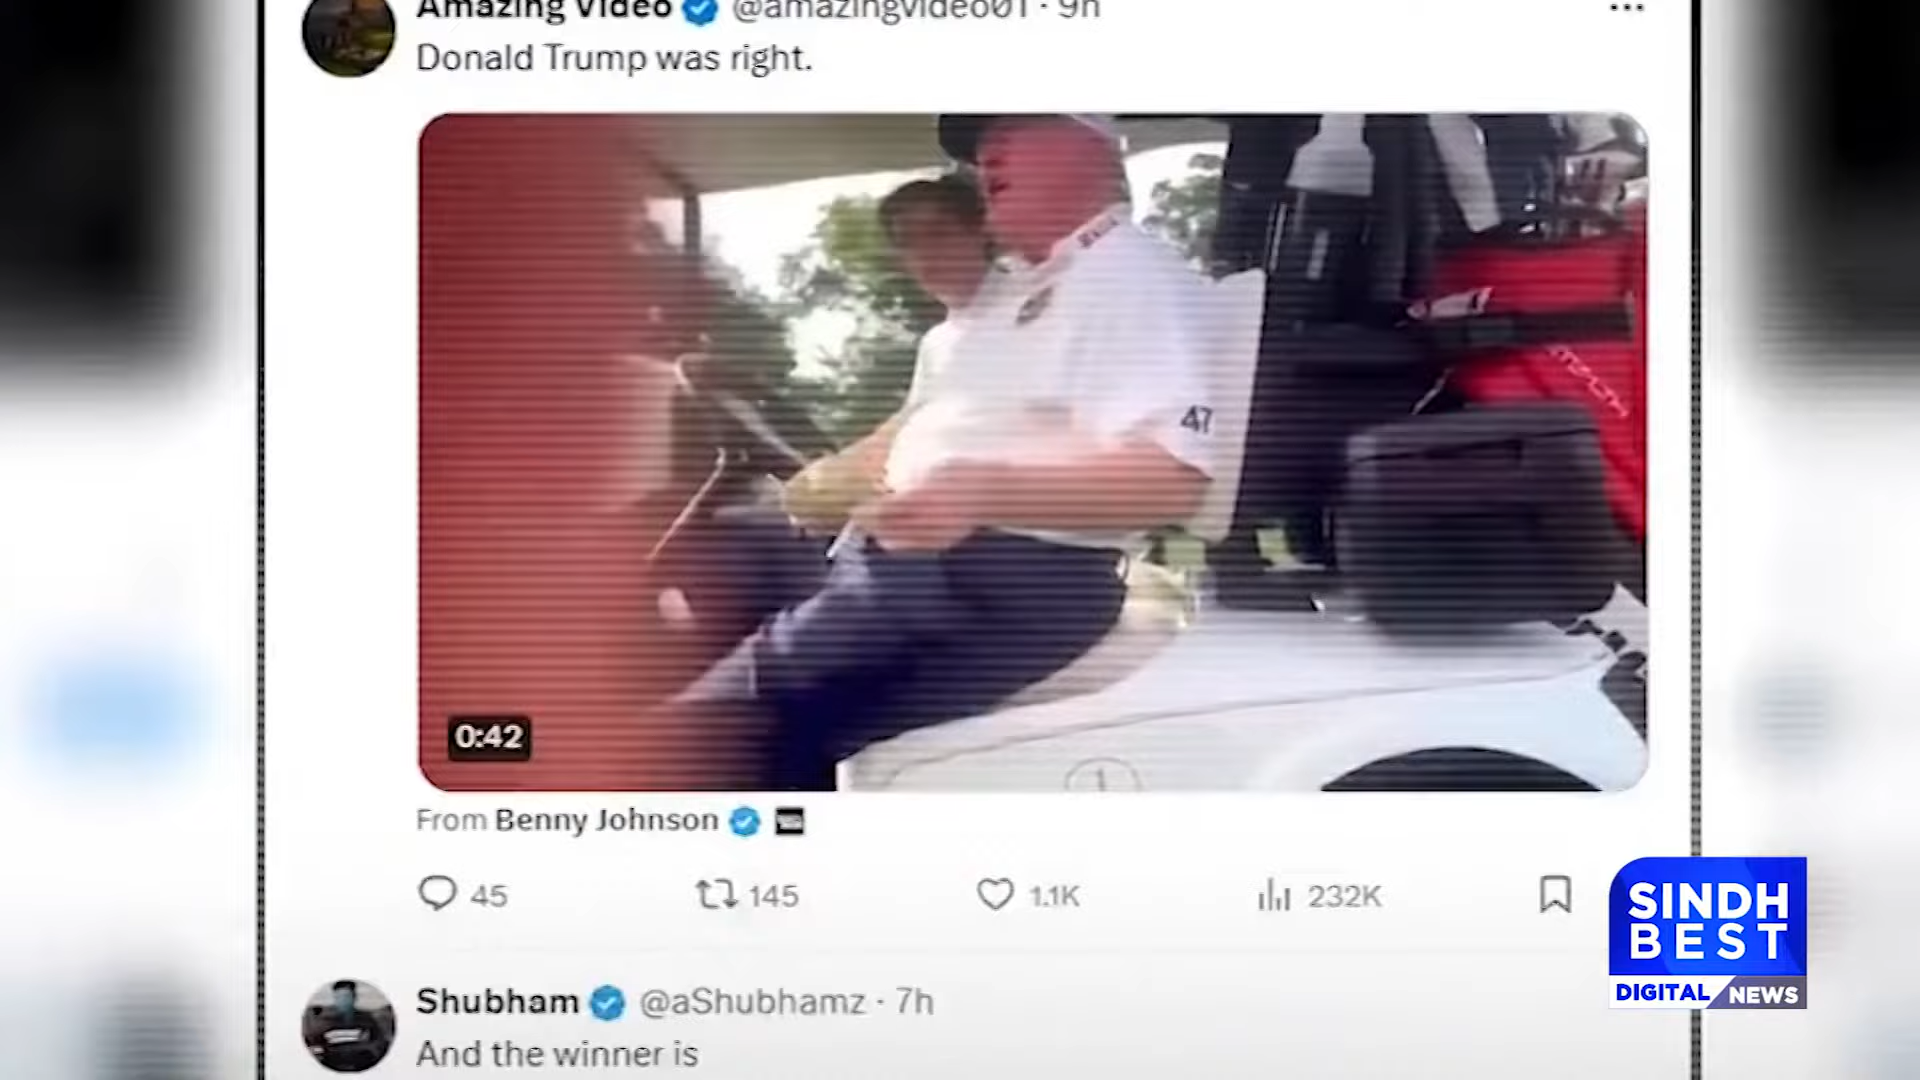 Amazing Video @amazingvideo01 · 9h
Donald Trump was right.
47
0:42
From Benny Johnson
45 145 1.1K 232K
SINDH
BEST
DIGITAL NEWS
Shubham @aShubhamz · 7h
And the winner is